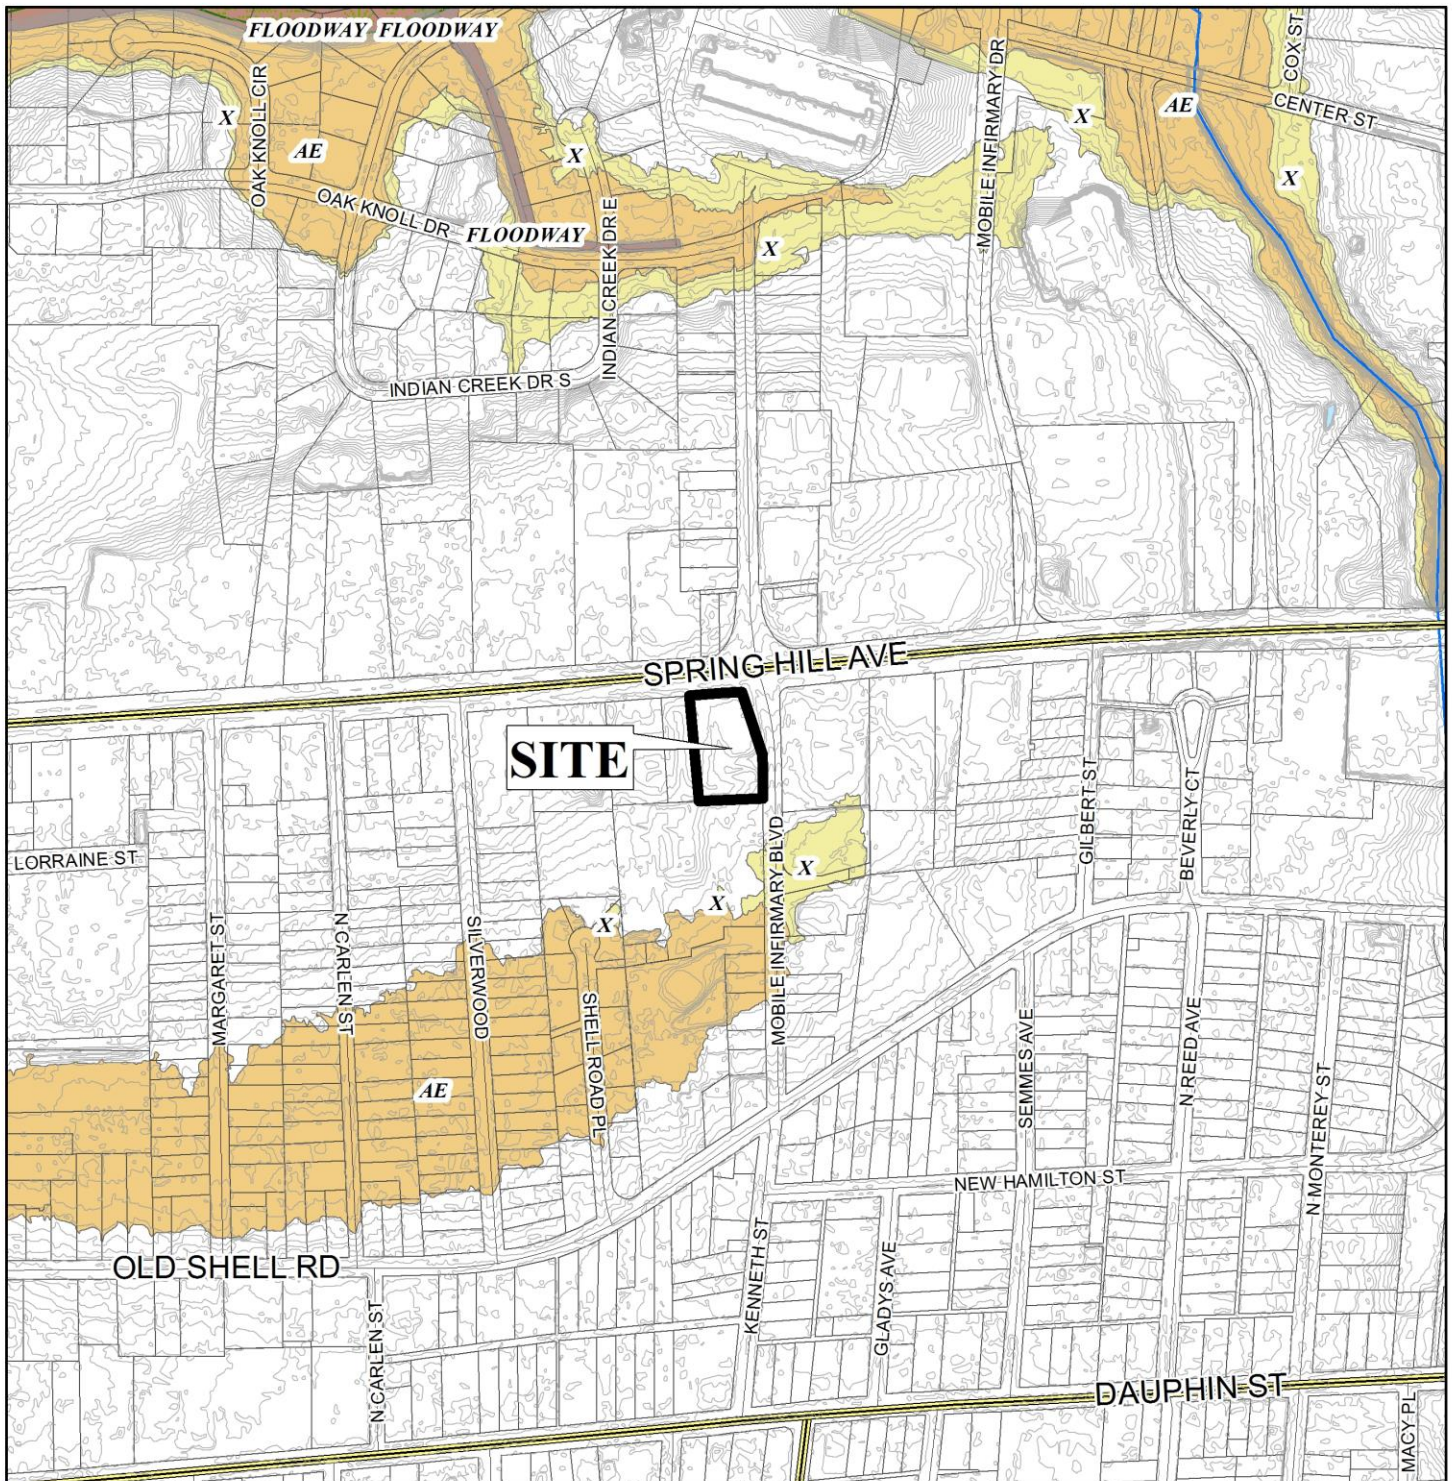 FLOODWAY FLOODWAY
COX ST
OAK KNOLL CIR
MOBILE INFIRMARY DR
X
AE
X
X
AE
CENTER ST
X
OAK KNOLL DR
FLOODWAY
INDIAN CREEK DR E
X
INDIAN CREEK DR S
SPRING HILL AVE
SITE
LORRAINE ST
MARGARET ST
N CARLEN ST
SILVERWOOD
X
X
X
MOBILE INFIRMARY BLVD
GILBERT ST
BEVERLY CT
SHELL ROAD PL
AE
SEMMES AVE
N REED AVE
N MONTEREY ST
NEW HAMILTON ST
OLD SHELL RD
KENNETH ST
GLADYS AVE
N CARLEN ST
DAUPHIN ST
MACY PL